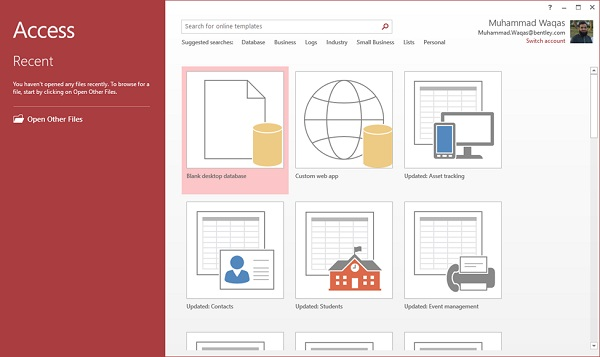 Access
Recent
You haven't opened any files recently. To browse for a
file, start by clicking on Open Other Files.
Open Other Files
?
Search for online templates
Suggested searches: Database Business Logs Industry Small Business Lists Personal
Muhammad Waqas
Muhammad.Waqas@bentley.com
Switch account
Blank desktop database
Custom web app
Updated: Asset tracking
Updated: Contacts
Updated: Students
Updated: Event management